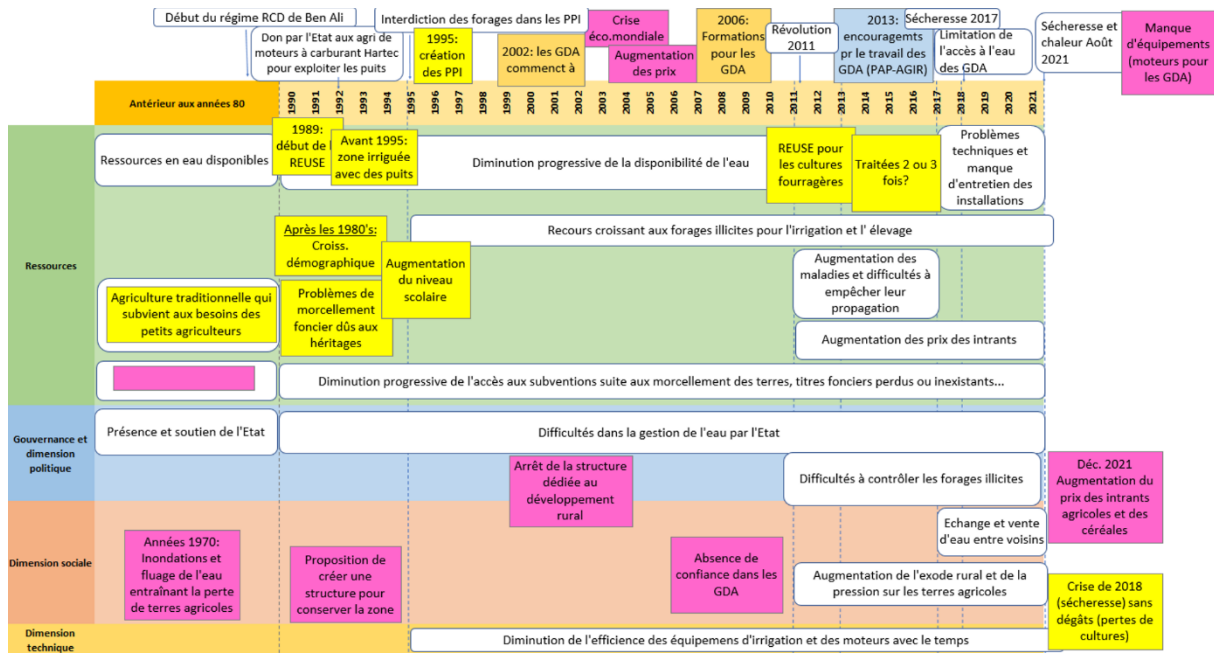 Début du régime RCD de Ben Ali
Don par l'Etat aux agri de
moteurs à carburant Hartec
pour exploiter les puits
Interdiction des forages dans les PPI
1995:
création
des PPI
2002: les GDA
commenct à
Crise
éco.mondiale
Augmentation
des prix
2006:
Formations
pour les
GDA
Révolution
2011
2013:
encouragemts
pr le travail des
GDA (PAP-AGIR)
Sécheresse 2017
Limitation de
l'accès à l'eau
des GDA
Sécheresse et
chaleur Août
2021
Manque
d'équipements
(moteurs pour
les GDA)
Antérieur aux années 80
1990
1991
1992
1993
1994
1995
1996
1997
1998
1999
2000
2001
2002
2003
2004
2005
2006
2007
2008
2009
2010
2011
2012
2013
2014
2015
2016
2017
2018
2019
2020
2021
Ressources
Ressources en eau disponibles
1989:
début de l
REUSE
Avant 1995:
zone irriguée
avec des puits
Diminution progressive de la disponibilité de l'eau
REUSE pour
les cultures
fourragères
Traitées 2 ou 3
fois?
Problèmes
techniques et
manque
d'entretien des
installations
Recours croissant aux forages illicites pour l'irrigation et l' élevage
Après les 1980's:
Croiss.
démographique
Augmentation
du niveau
scolaire
Agriculture traditionnelle qui
subvient aux besoins des
petits agriculteurs
Problèmes de
morcellement
foncier dûs aux
héritages
Augmentation des
maladies et difficultés à
empêcher leur
propagation
Augmentation des prix des intrants
Diminution progressive de l'accès aux subventions suite aux morcellement des terres, titres fonciers perdus ou inexistants...
Gouvernance et
dimension
politique
Présence et soutien de l'Etat
Difficultés dans la gestion de l'eau par l'Etat
Arrêt de la structure
dédiée au
développement
rural
Difficultés à contrôler les forages illicites
Déc. 2021
Augmentation du
prix des intrants
agricoles et des
céréales
Dimension sociale
Années 1970:
Inondations et
fluage de l'eau
entraînant la perte
de terres agricoles
Proposition de
créer une
structure pour
conserver la zone
Absence de
confiance dans les
GDA
Echange et vente
d'eau entre voisins
Augmentation de l'exode rural et de la
pression sur les terres agricoles
Crise de 2018
(sécheresse) sans
dégâts (pertes de
cultures)
Dimension
technique
Diminution de l'efficience des équipemens d'irrigation et des moteurs avec le temps